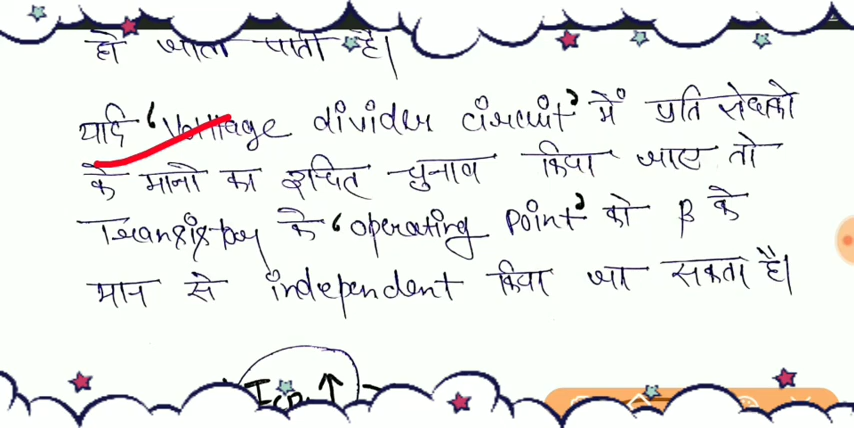 हो जाता पाता है।
यदि 'Voltage divider circuit' में प्रति रोधको
के मानो का उचित चुनाव किया जाए तो
Transistor के 'operating point' को β के
मान से independent किया जा सकता है।
↑